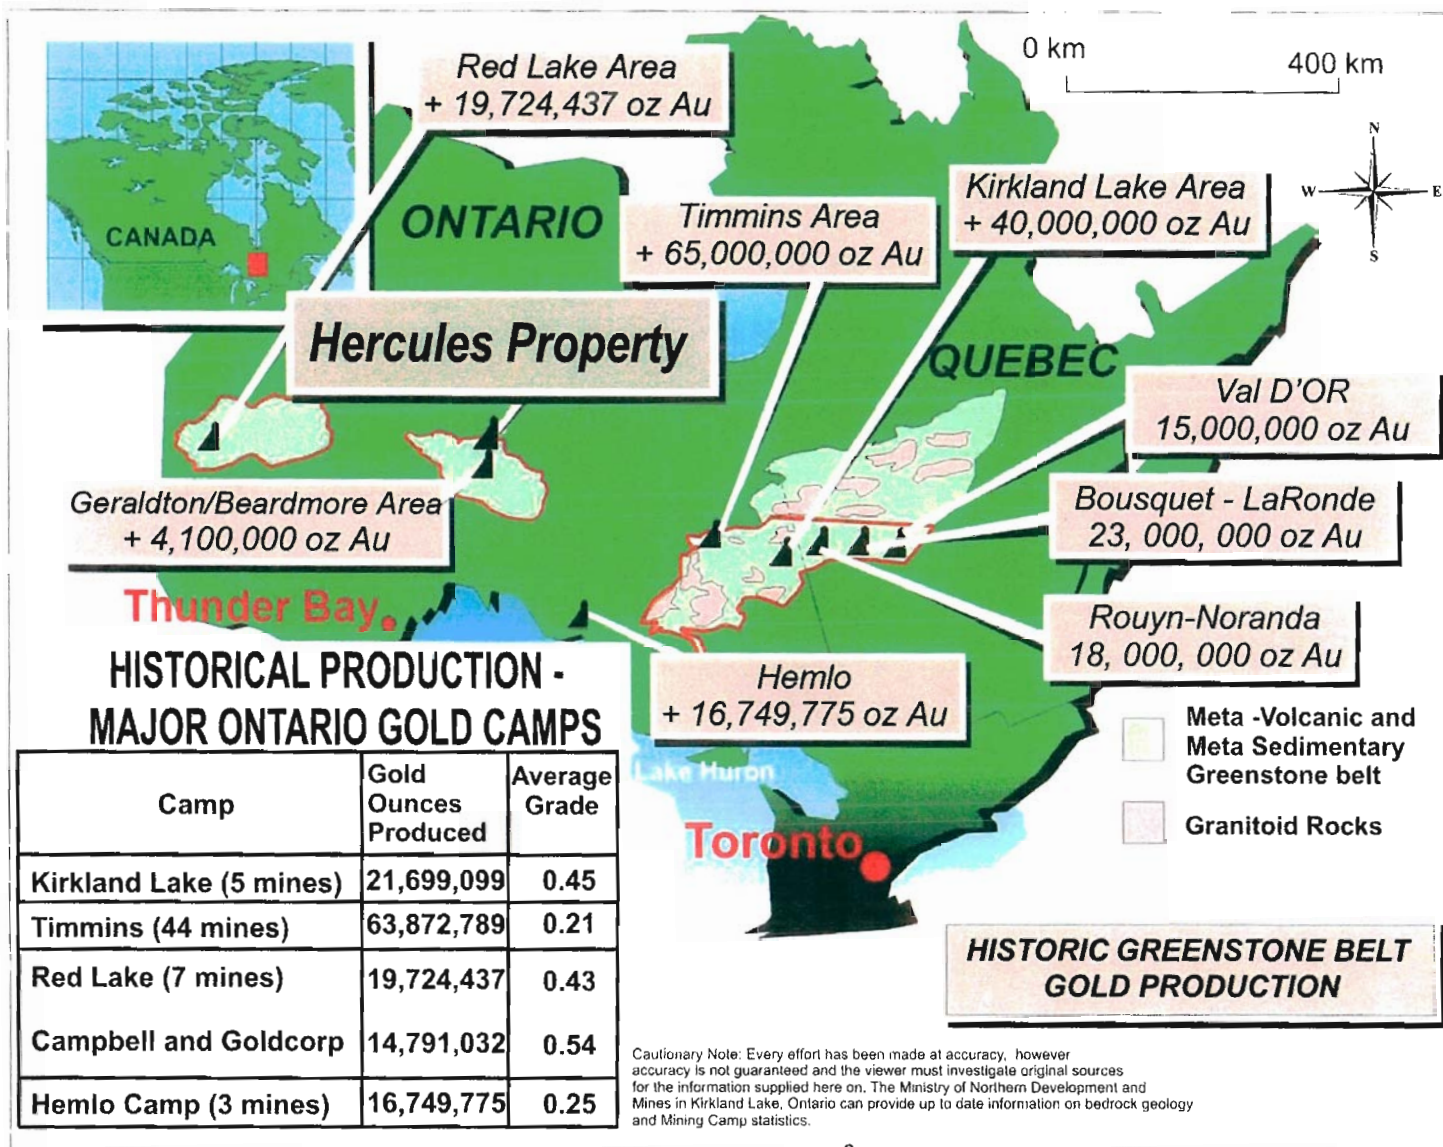 0 km
400 km
Red Lake Area
+ 19,724,437 oz Au
N
W
E
S
Kirkland Lake Area
+ 40,000,000 oz Au
ONTARIO
Timmins Area
+ 65,000,000 oz Au
CANADA
Hercules Property
QUEBEC
Val D'OR
15,000,000 oz Au
Geraldton/Beardmore Area
+ 4,100,000 oz Au
Bousquet - LaRonde
23, 000, 000 oz Au
Thunder Bay
Rouyn-Noranda
18, 000, 000 oz Au
Hemlo
+ 16,749,775 oz Au
HISTORICAL PRODUCTION -
MAJOR ONTARIO GOLD CAMPS
Meta -Volcanic and
Meta Sedimentary
Greenstone belt
Granitoid Rocks
Lake Huron
Toronto
Camp
Gold
Ounces
Produced
Average
Grade
Kirkland Lake (5 mines) 21,699,099 0.45
Timmins (44 mines) 63,872,789 0.21
Red Lake (7 mines) 19,724,437 0.43
Campbell and Goldcorp 14,791,032 0.54
Hemlo Camp (3 mines) 16,749,775 0.25
HISTORIC GREENSTONE BELT
GOLD PRODUCTION
Cautionary Note: Every effort has been made at accuracy, however
accuracy is not guaranteed and the viewer must investigate original sources
for the information supplied here on. The Ministry of Northern Development and
Mines in Kirkland Lake, Ontario can provide up to date information on bedrock geology
and Mining Camp statistics.